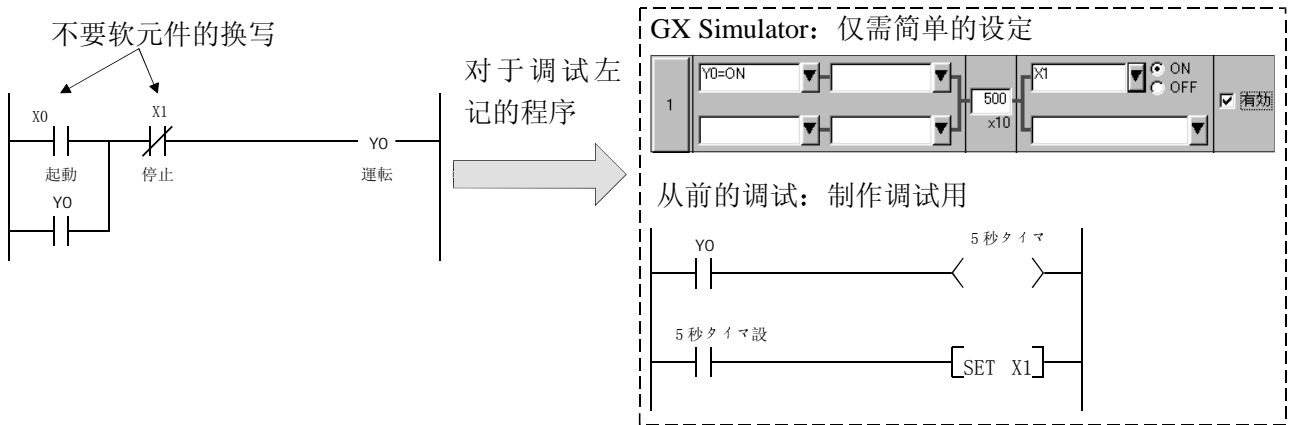 不要软元件的换写
X0
X1
Y0
起動
停止
運転
Y0
对于调试左
记的程序
GX Simulator：仅需简单的设定
1
Y0=ON
500
×10
X1
ON
OFF
有効
从前的调试：制作调试用
Y0
5秒タイマ
5秒タイマ設
SET X1